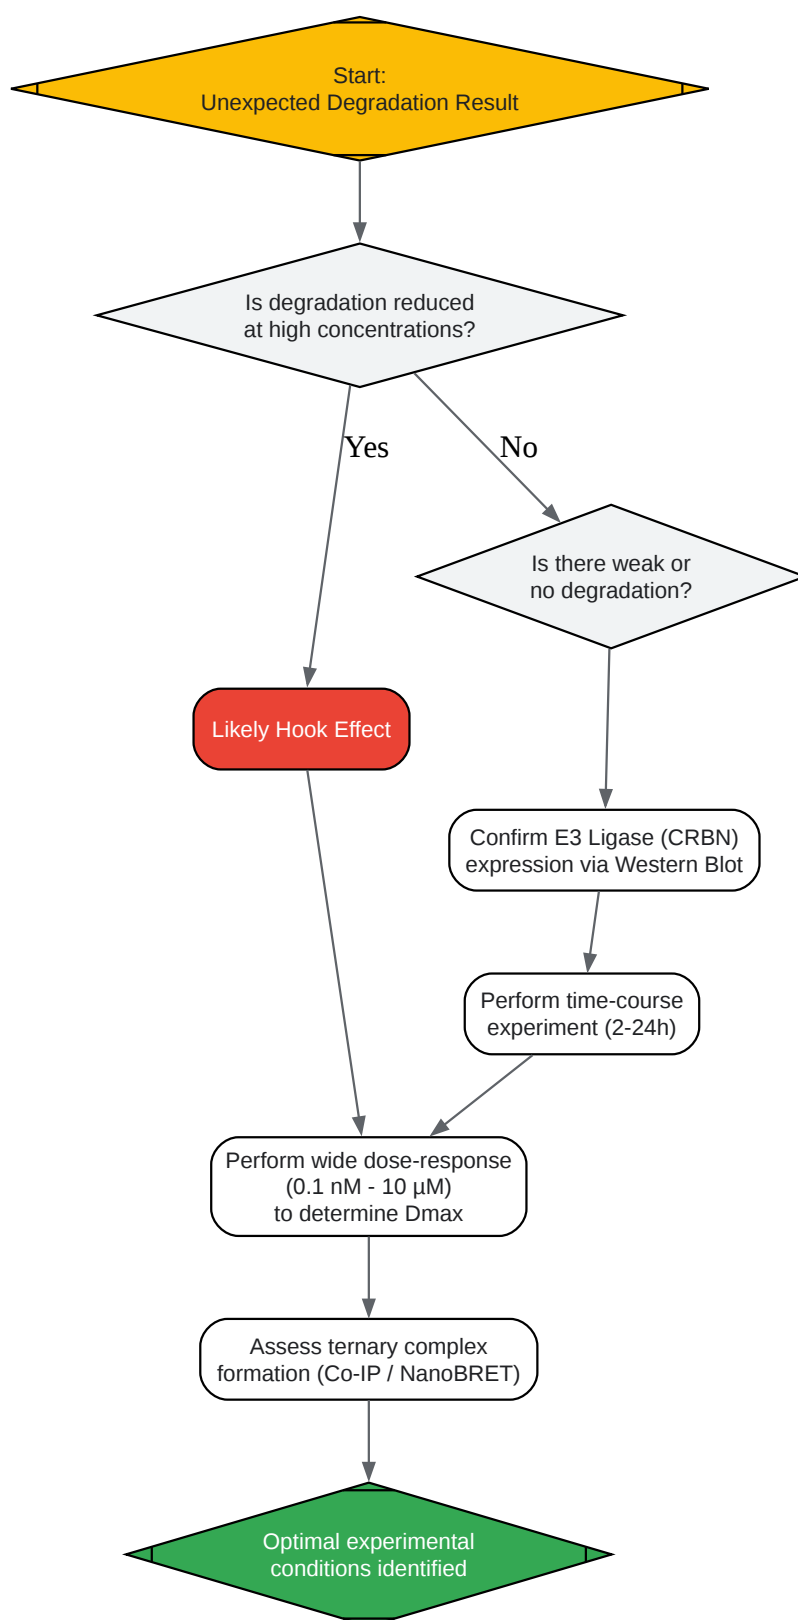 Start:
Unexpected Degradation Result
Is degradation reduced
at high concentrations?
Yes
No
Is there weak or
no degradation?
Likely Hook Effect
Confirm E3 Ligase (CRBN)
expression via Western Blot
Perform time-course
experiment (2-24h)
Perform wide dose-response
(0.1 nM - 10 µM)
to determine Dmax
Assess ternary complex
formation (Co-IP / NanoBRET)
Optimal experimental
conditions identified